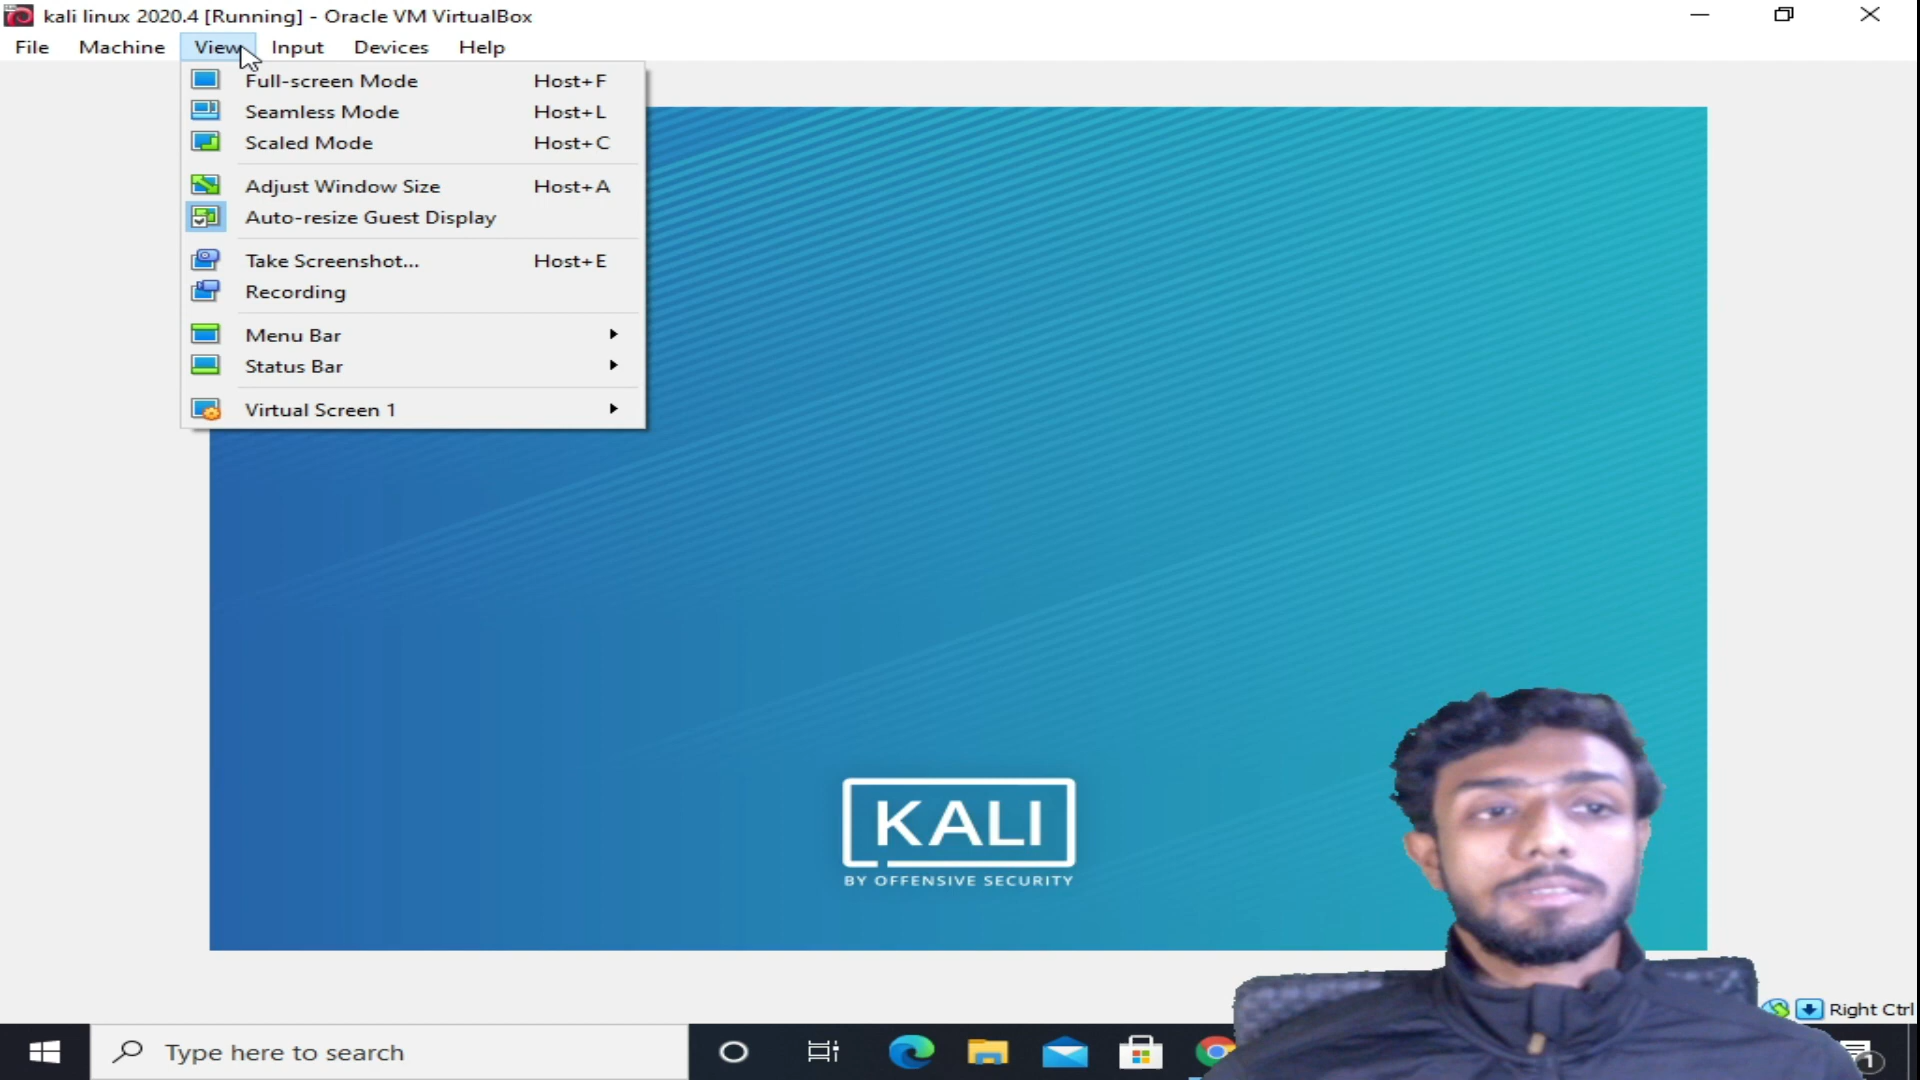 kali linux 2020.4 [Running] - Oracle VM VirtualBox
File Machine View Input Devices Help
Full-screen Mode Host+F
Seamless Mode Host+L
Scaled Mode Host+C
Adjust Window Size Host+A
Auto-resize Guest Display
Take Screenshot... Host+E
Recording
Menu Bar
Status Bar
Virtual Screen 1
KALI
BY OFFENSIVE SECURITY
Right Ctrl
Type here to search
1